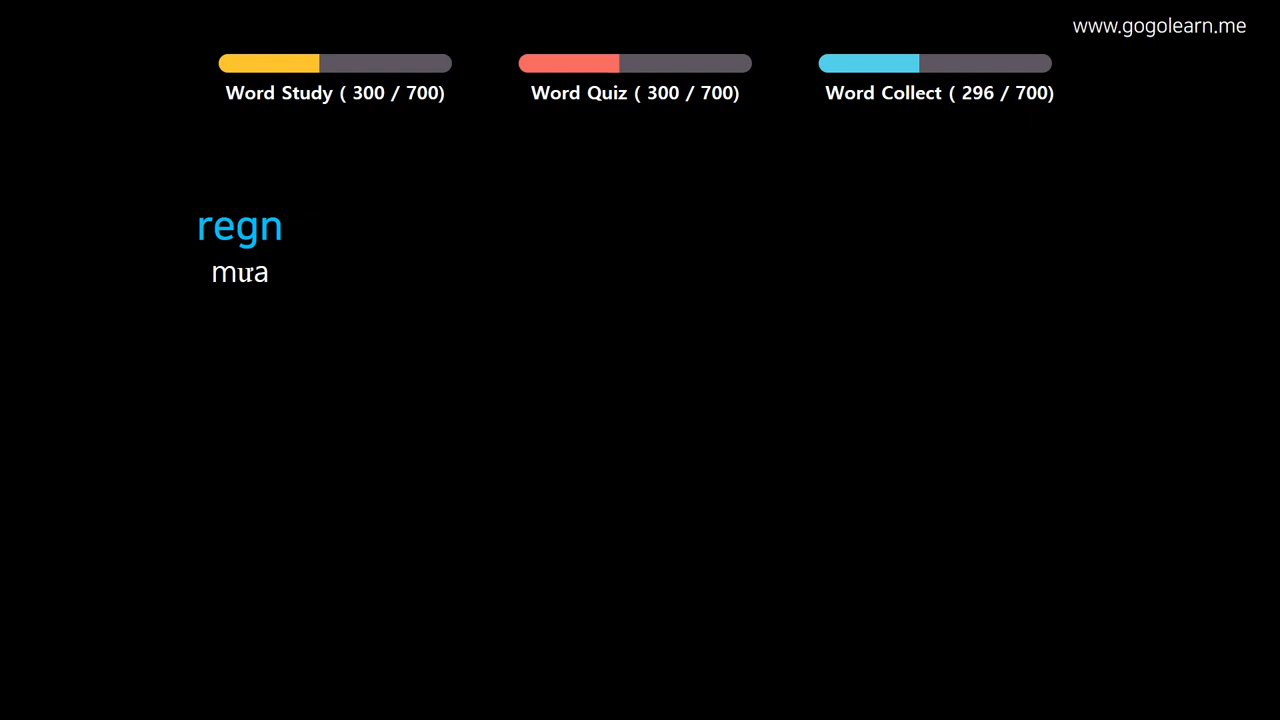 www.gogolearn.me
Word Study ( 300 / 700)
Word Quiz ( 300 / 700)
Word Collect ( 296 / 700)
regn
mưa